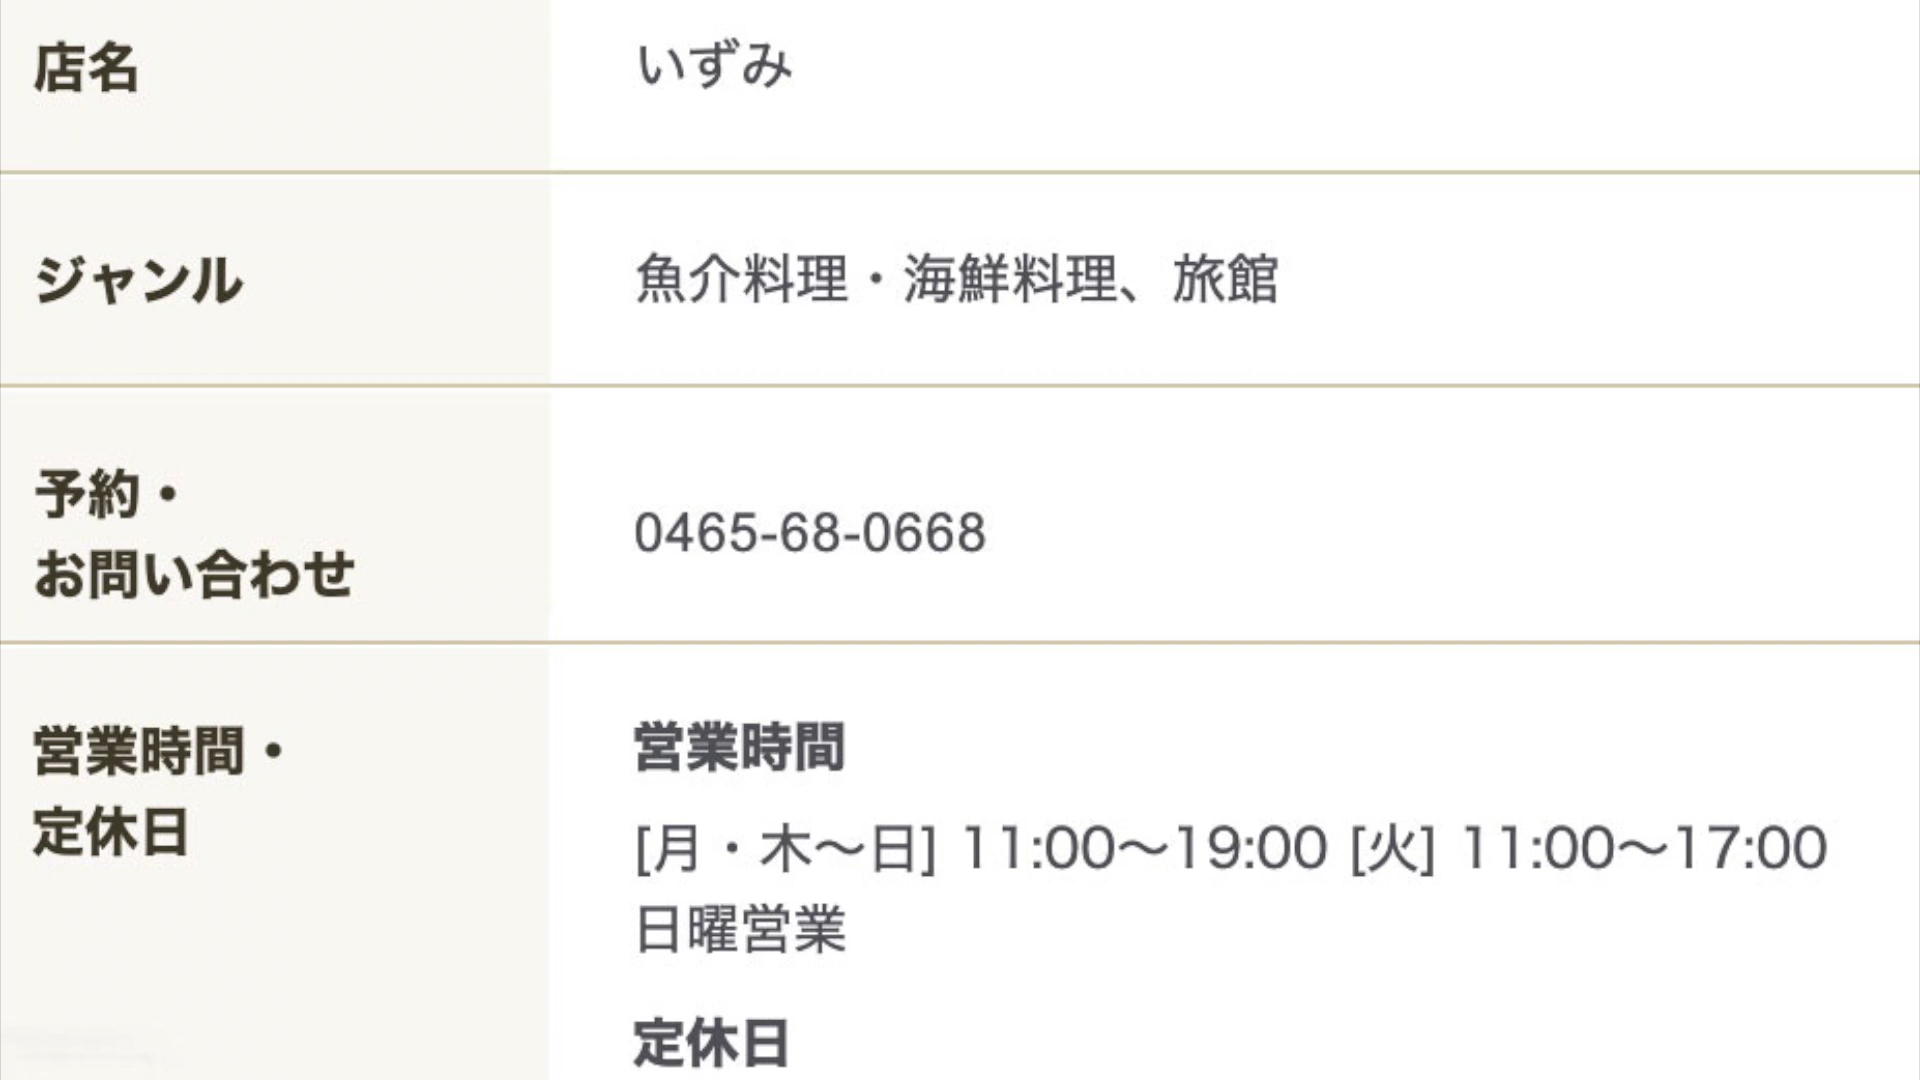 店名
いずみ
ジャンル
魚介料理・海鮮料理、旅館
予約・
お問い合わせ
0465-68-0668
営業時間・
定休日
営業時間
[月・木〜日] 11:00〜19:00 [火] 11:00〜17:00
日曜営業
定休日